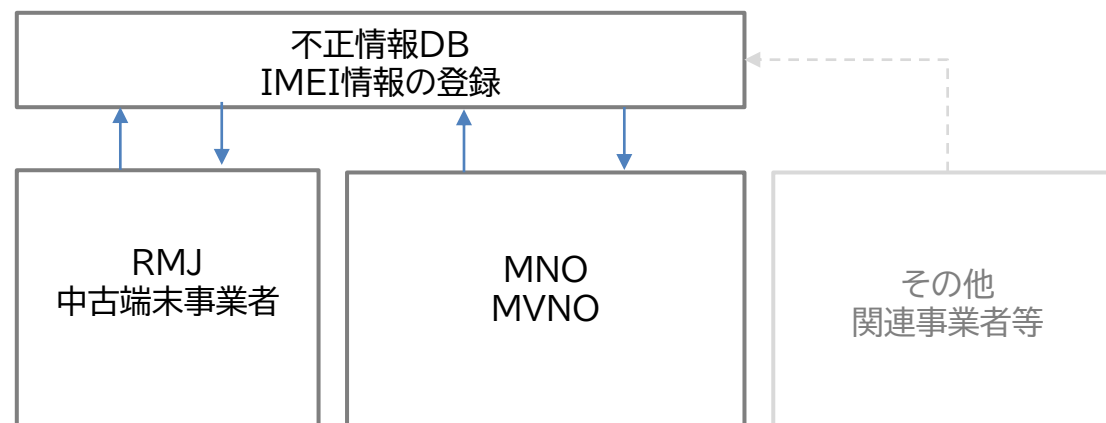 不正情報DB
IMEI情報の登録
RMJ
中古端末事業者
MNO
MVNO
その他
関連事業者等